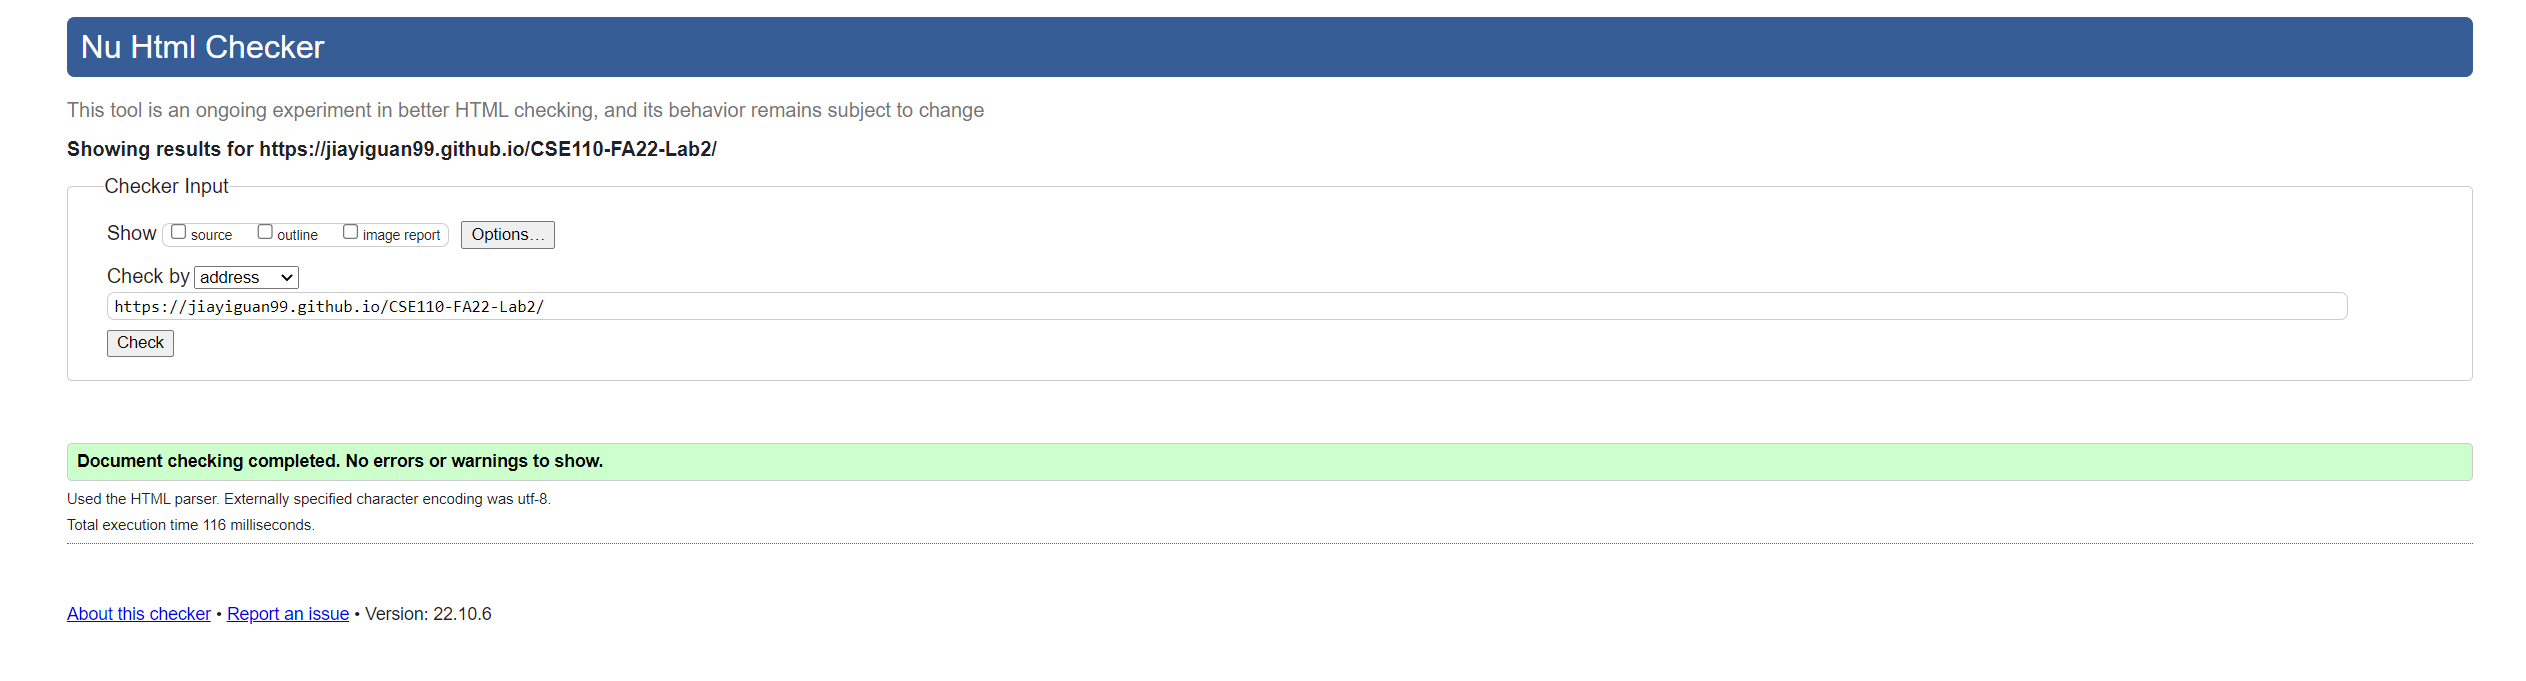 Nu Html Checker
This tool is an ongoing experiment in better HTML checking, and its behavior remains subject to change
Showing results for https://jiayiguan99.github.io/CSE110-FA22-Lab2/
Checker Input
Show source outline image report Options...
Check by address
https://jiayiguan99.github.io/CSE110-FA22-Lab2/
Check
Document checking completed. No errors or warnings to show.
Used the HTML parser. Externally specified character encoding was utf-8.
Total execution time 116 milliseconds.
About this checker • Report an issue • Version: 22.10.6